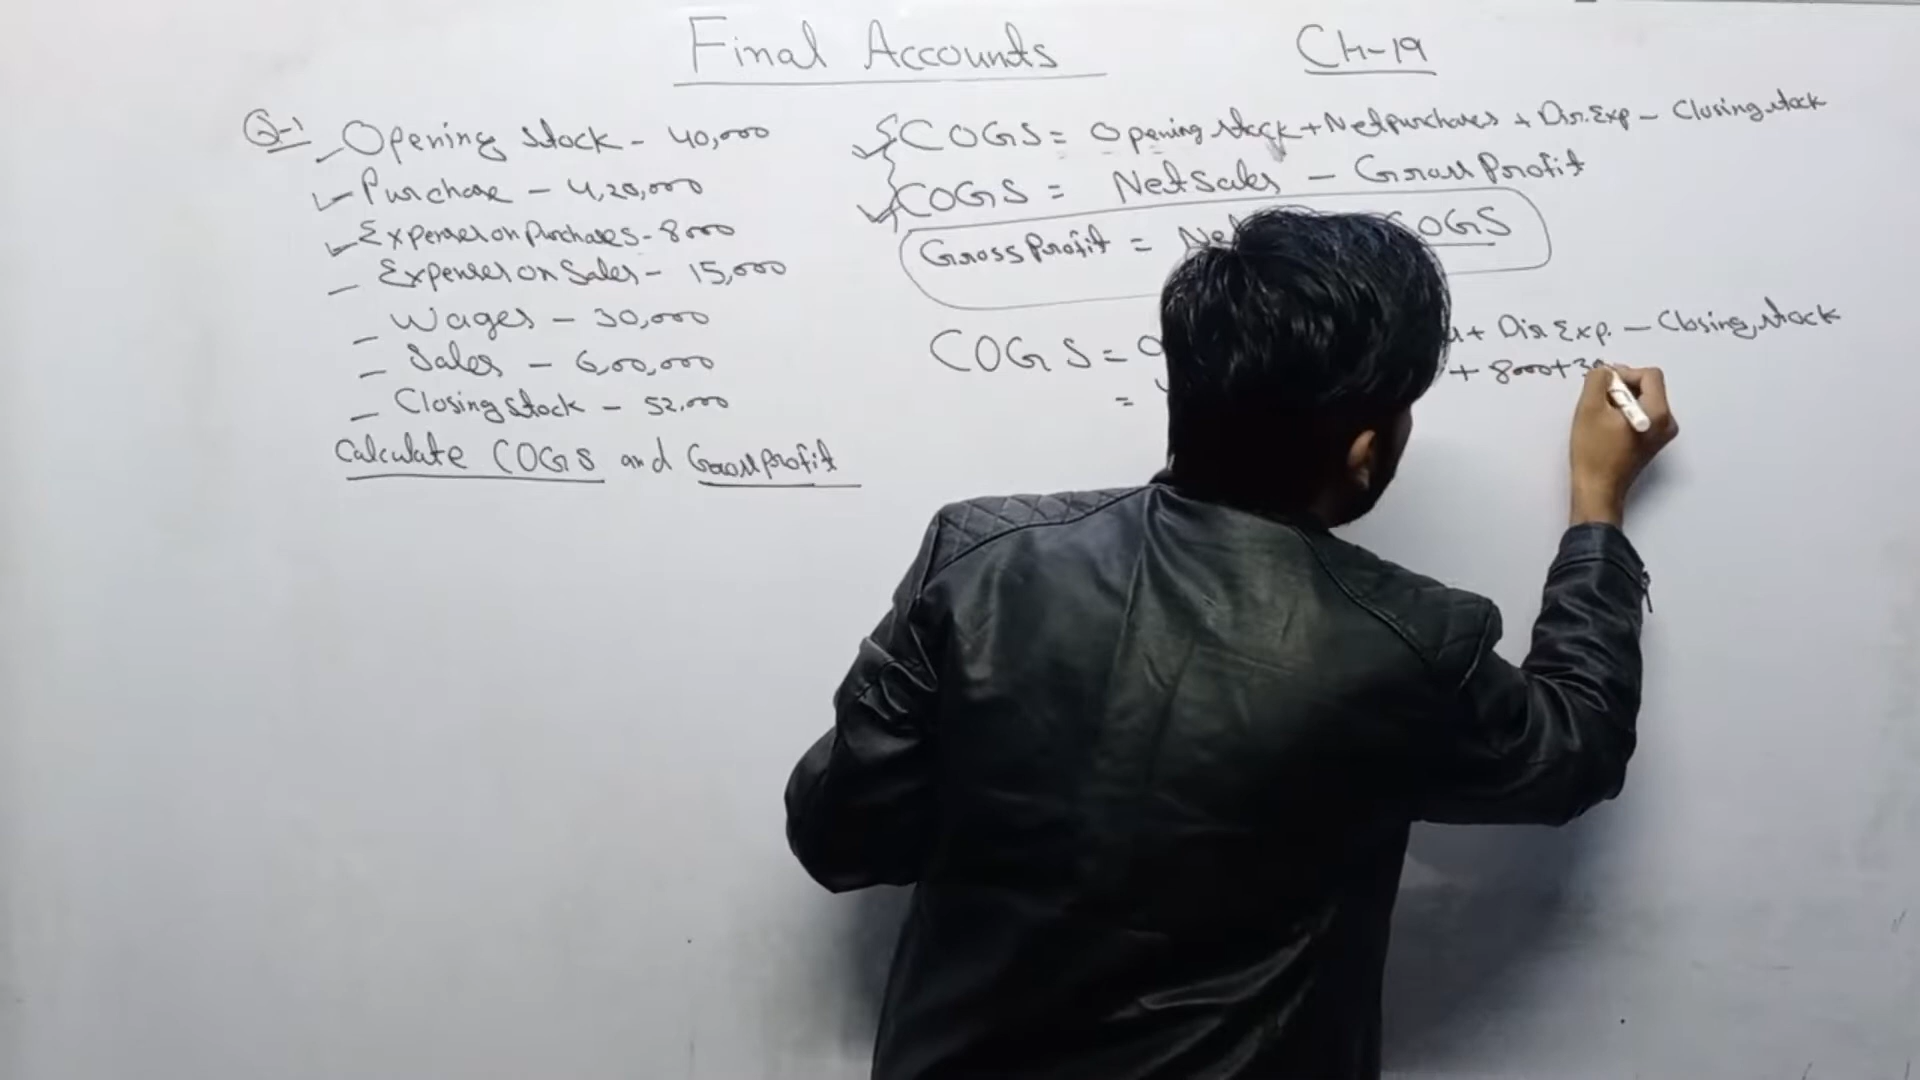 Final Accounts
Ch-19
Q-1 Opening Stock - 40,000
Purchase - 4,20,000
Expenses on Purchases - 8000
Expenses on Sales - 15,000
Wages - 30,000
Sales - 6,00,000
Closing Stock - 52,000
Calculate COGS and Gross Profit
COGS = Opening Stock + Net purchases + Dir. Exp - Closing stock
COGS = Net Sales - Gross Profit
Gross Profit = Ne COGS
COGS = O + Dir. Exp. - Closing stock
= + 8000 + 30